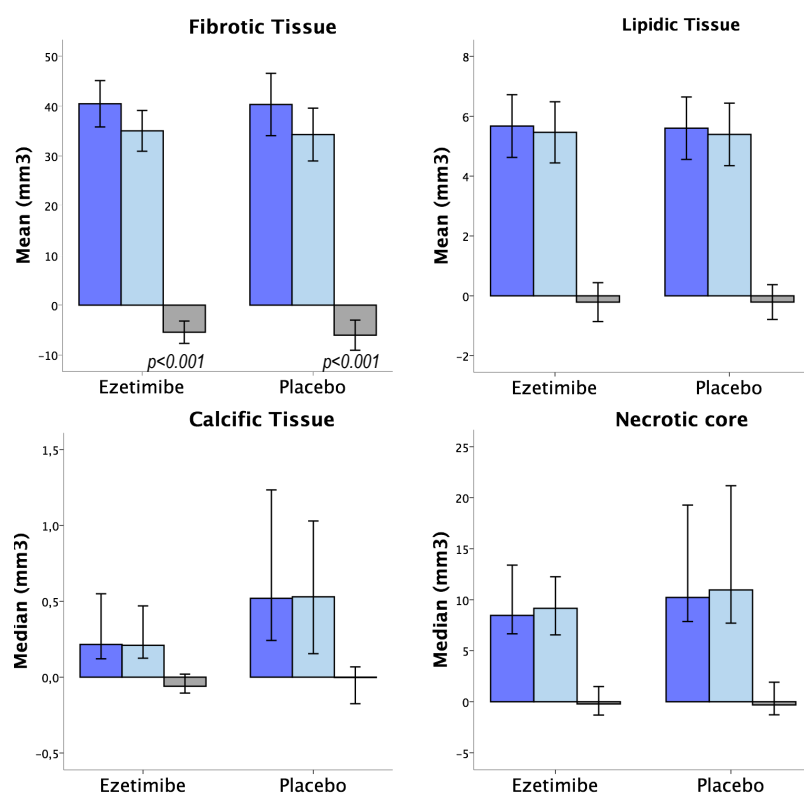 Fibrotic Tissue
Mean (mm3)
50
40
30
20
10
0
−10
p<0.001 p<0.001
Ezetimibe Placebo
Lipidic Tissue
Mean (mm3)
8
6
4
2
0
−2
Ezetimibe Placebo
Calcific Tissue
Median (mm3)
1,5
1,0
0,5
0,0
−0,5
Ezetimibe Placebo
Necrotic core
Median (mm3)
25
20
15
10
5
0
−5
Ezetimibe Placebo